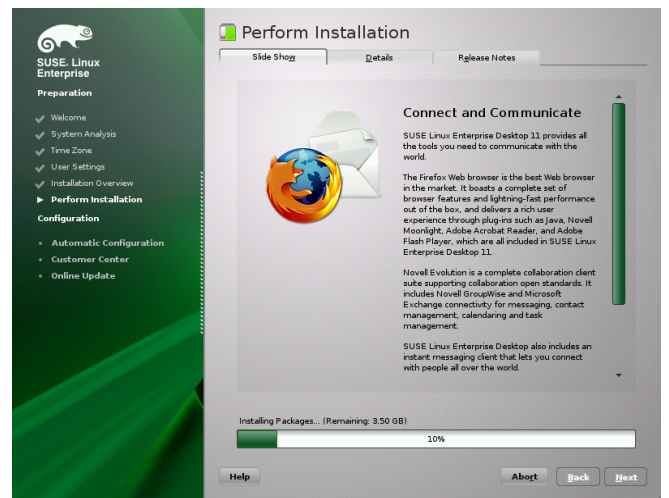 SUSE. Linux
Enterprise
Preparation
Welcome
System Analysis
Time Zone
User Settings
Installation Overview
Perform Installation
Configuration
Automatic Configuration
Customer Center
Online Update
Perform Installation
Slide Show
Details
Release Notes
Connect and Communicate
SUSE Linux Enterprise Desktop 11 provides all
the tools you need to communicate with the
world.
The Firefox Web browser is the best Web browser
in the market. It boasts a complete set of
browser features and lightning-fast performance
out of the box, and delivers a rich user
experience through plug-ins such as Java, Novell
Moonlight, Adobe Acrobat Reader, and Adobe
Flash Player, which are all included in SUSE Linux
Enterprise Desktop 11.
Novell Evolution is a complete collaboration client
suite supporting collaboration open standards. It
includes Novell GroupWise and Microsoft
Exchange connectivity for messaging, contact
management, calendaring and task
management.
SUSE Linux Enterprise Desktop also includes an
instant messaging client that lets you connect
with people all over the world.
Installing Packages... (Remaining: 3.50 GB)
10%
Help
Abort
Back
Next